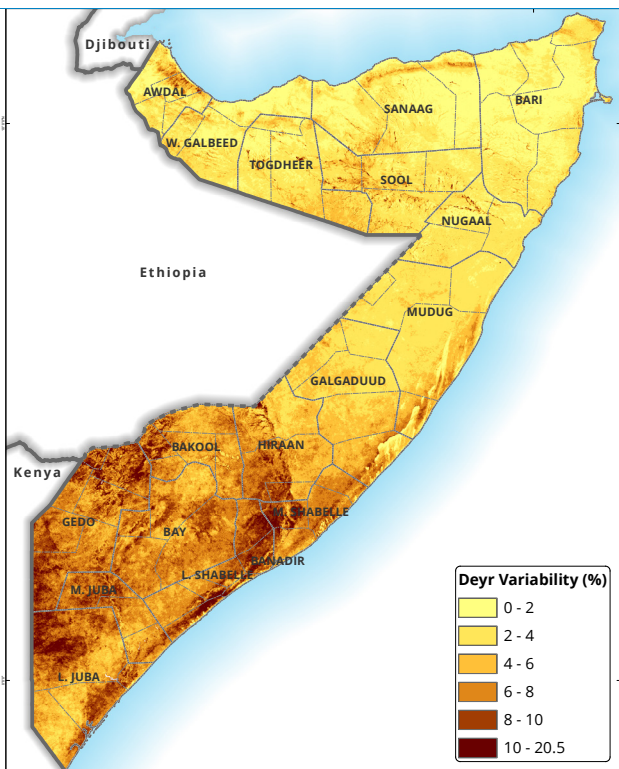 Djibouti
AWDAL
SANAAG
BARI
W. GALBEED
TOGDHEER
SOOL
NUGAAL
Ethiopia
MUDUG
GALGADUUD
BAKOOL
HIRAAN
Kenya
GEDO
BAY
M. SHABELLE
BANADIR
L. SHABELLE
M. JUBA
L. JUBA
Deyr Variability (%)
0 - 2
2 - 4
4 - 6
6 - 8
8 - 10
10 - 20.5